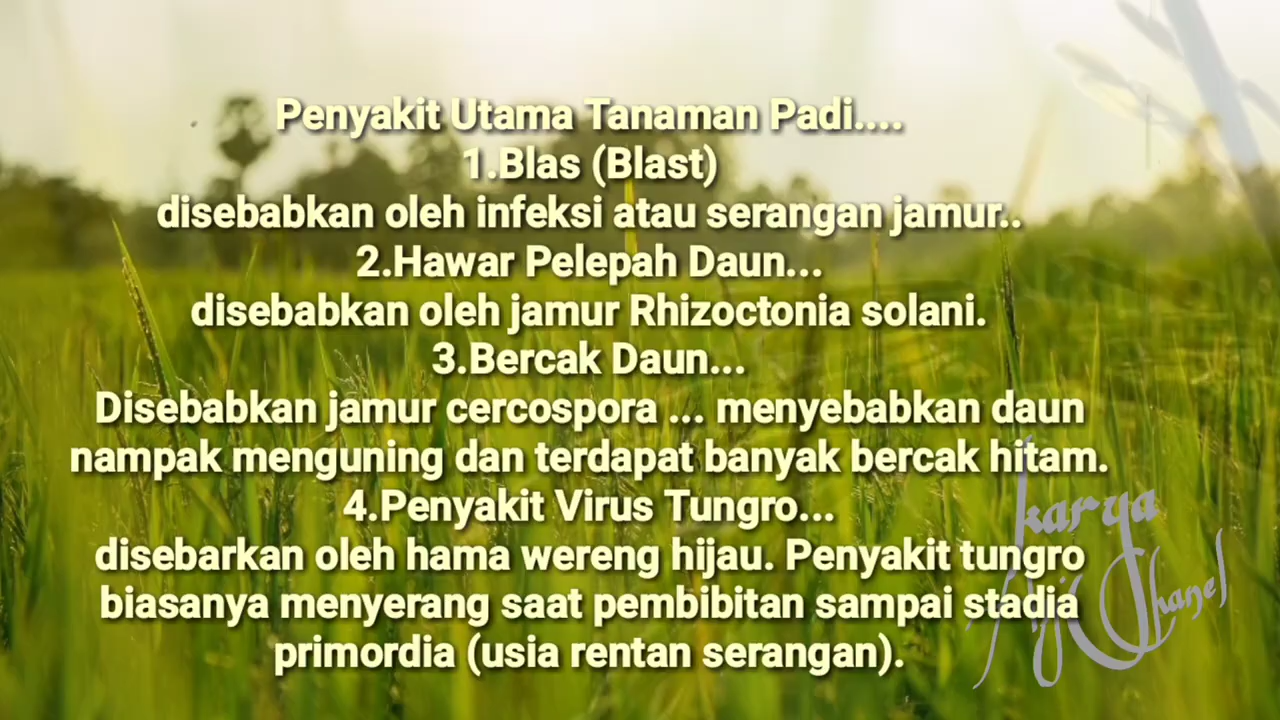 Penyakit Utama Tanaman Padi....
1.Blas (Blast)
disebabkan oleh infeksi atau serangan jamur..
2.Hawar Pelepah Daun...
disebabkan oleh jamur Rhizoctonia solani.
3.Bercak Daun...
Disebabkan jamur cercospora ... menyebabkan daun
nampak menguning dan terdapat banyak bercak hitam.
4.Penyakit Virus Tungro...
disebarkan oleh hama wereng hijau. Penyakit tungro
biasanya menyerang saat pembibitan sampai stadia
primordia (usia rentan serangan).
karya
Chanel